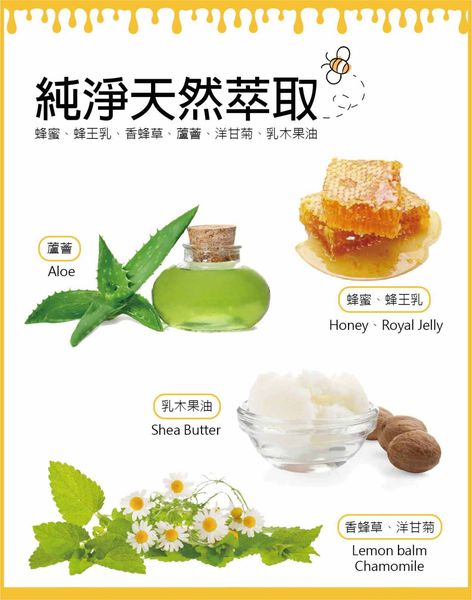 純淨天然萃取
蜂蜜、蜂王乳、香蜂草、蘆薈、洋甘菊、乳木果油
蘆薈
Aloe
蜂蜜、蜂王乳
Honey、Royal Jelly
乳木果油
Shea Butter
香蜂草、洋甘菊
Lemon balm
Chamomile